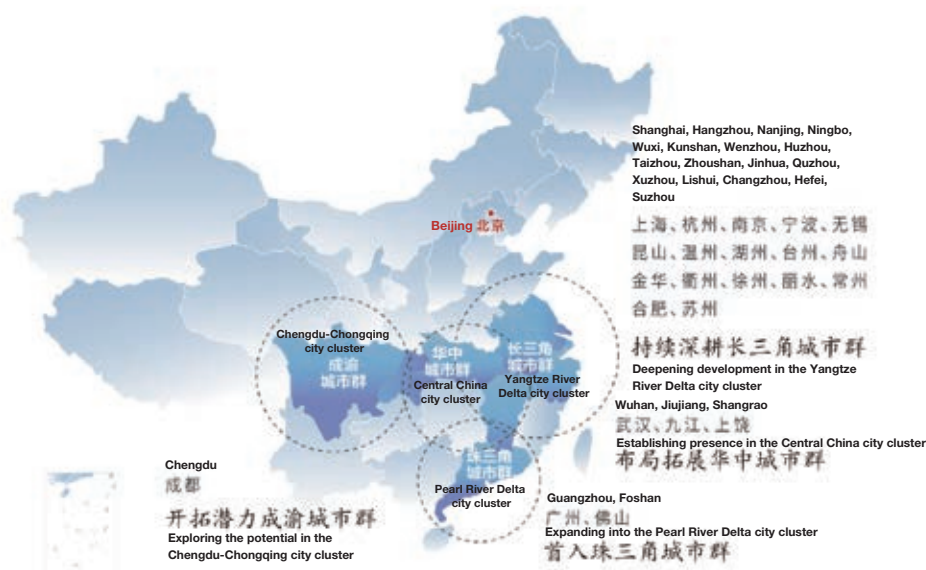 Shanghai, Hangzhou, Nanjing, Ningbo,
Wuxi, Kunshan, Wenzhou, Huzhou,
Taizhou, Zhoushan, Jinhua, Quzhou,
Xuzhou, Lishui, Changzhou, Hefei,
Suzhou
上海、杭州、南京、宁波、无锡
昆山、温州、湖州、台州、舟山
金华、衢州、徐州、丽水、常州
合肥、苏州
持续深耕长三角城市群
Deepening development in the Yangtze
River Delta city cluster
Beijing 北京
Chengdu-Chongqing
city cluster
成渝
城市群
华中
城市群
Central China
city cluster
长三角
城市群
Yangtze River
Delta city cluster
Wuhan, Jiujiang, Shangrao
武汉、九江、上饶
Establishing presence in the Central China city cluster
布局拓展华中城市群
珠三角
城市群
Pearl River Delta
city cluster
Chengdu
成都
开拓潜力成渝城市群
Exploring the potential in the
Chengdu-Chongqing city cluster
Guangzhou, Foshan
广州、佛山
Expanding into the Pearl River Delta city cluster
首入珠三角城市群